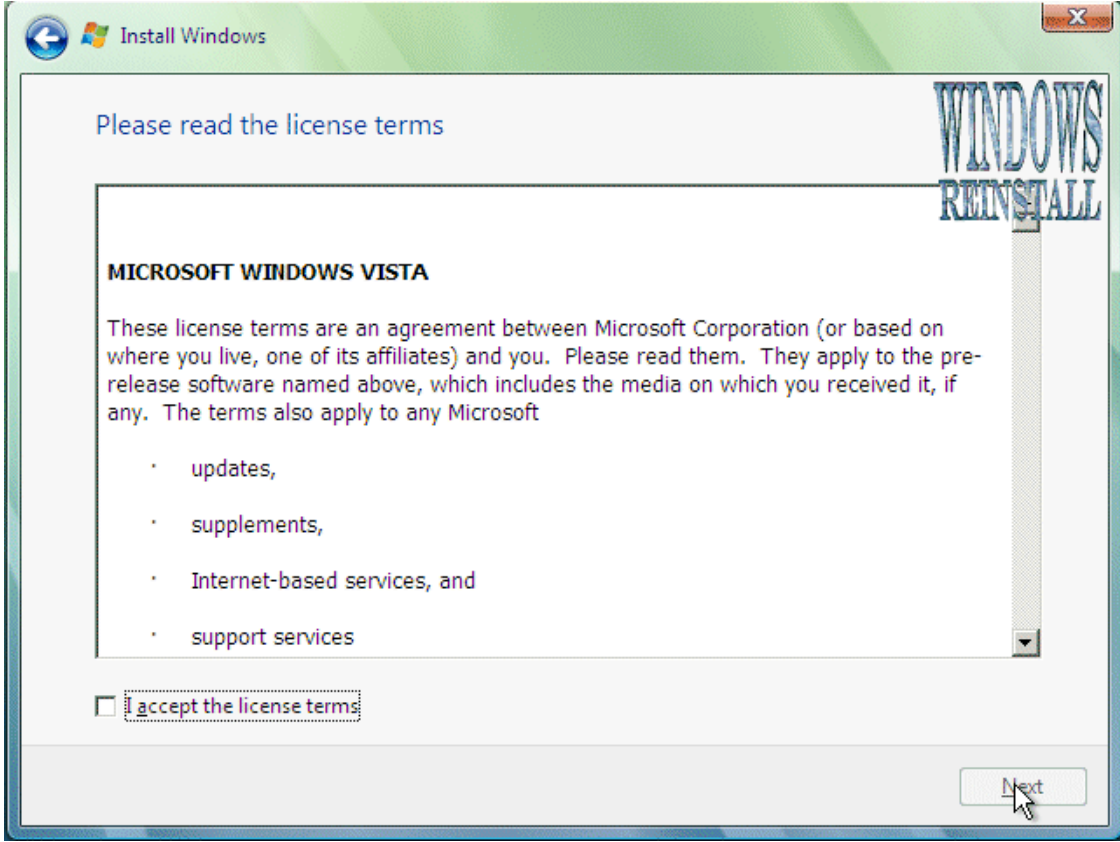 Install Windows
Please read the license terms
WINDOWS
REINSTALL
MICROSOFT WINDOWS VISTA
These license terms are an agreement between Microsoft Corporation (or based on
where you live, one of its affiliates) and you.  Please read them.  They apply to the pre-
release software named above, which includes the media on which you received it, if
any.  The terms also apply to any Microsoft
· updates,
· supplements,
· Internet-based services, and
· support services
I accept the license terms
Next